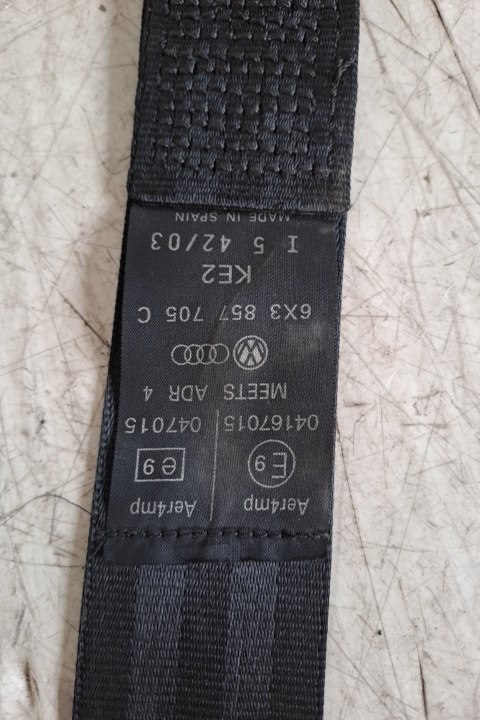 Aer4mp Aer4mp
E9 e9
04167015 047015
MEETS ADR 4
6X3 857 705 C
KE2
I 5 42/03
MADE IN SPAIN